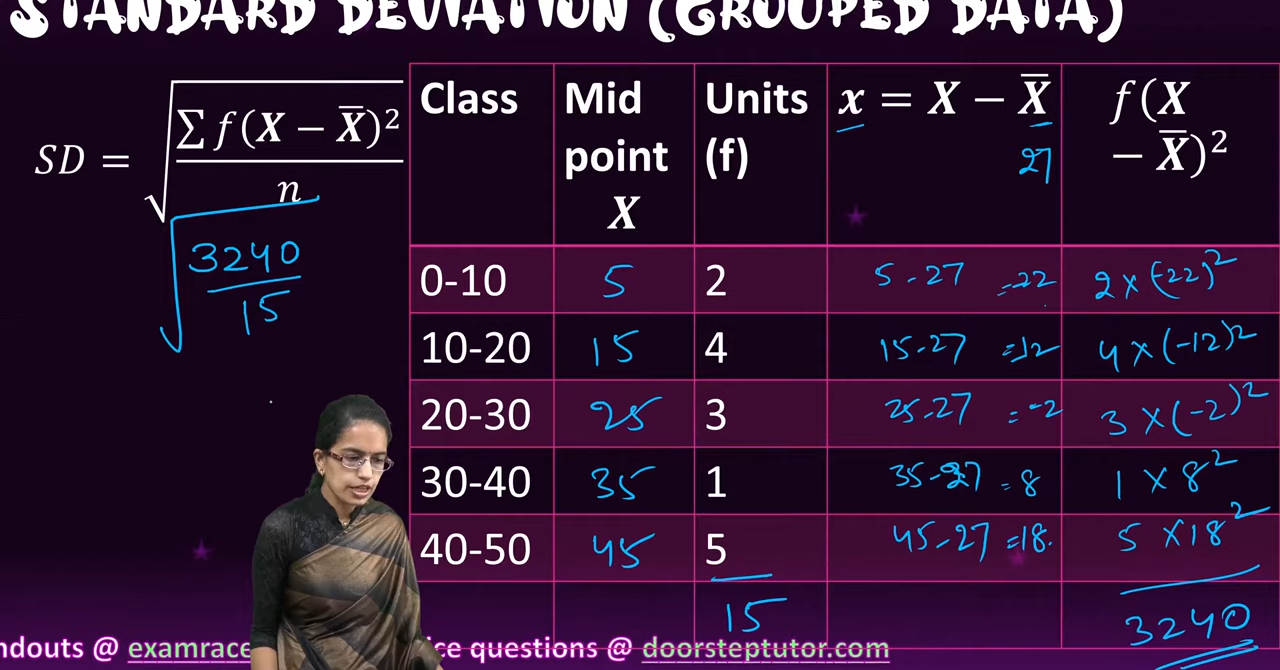 STANDARD DEVIATION (GROUPED DATA)
SD = √(∑ f(X − X̄)² / n)
√(3240 / 15)
Class | Mid point X | Units (f) | x = X − X̄ | f(X − X̄)²
27
0-10 | 5 | 2 | 5-27 =-22 | 2 × (-22)²
10-20 | 15 | 4 | 15-27 =-12 | 4 × (-12)²
20-30 | 25 | 3 | 25-27 =-2 | 3 × (-2)²
30-40 | 35 | 1 | 35-27 =8 | 1 × 8²
40-50 | 45 | 5 | 45-27 =18. | 5 × 18²
15 | 3240
ndouts @ examrace ice questions @ doorsteptutor.com